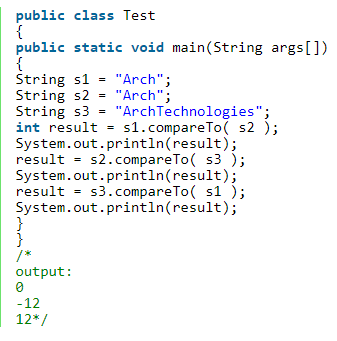 public class Test
{
public static void main(String args[])
{
String s1 = "Arch";
String s2 = "Arch";
String s3 = "ArchTechnologies";
int result = s1.compareTo( s2 );
System.out.println(result);
result = s2.compareTo( s3 );
System.out.println(result);
result = s3.compareTo( s1 );
System.out.println(result);
}
}
/*
output:
0
-12
12*/